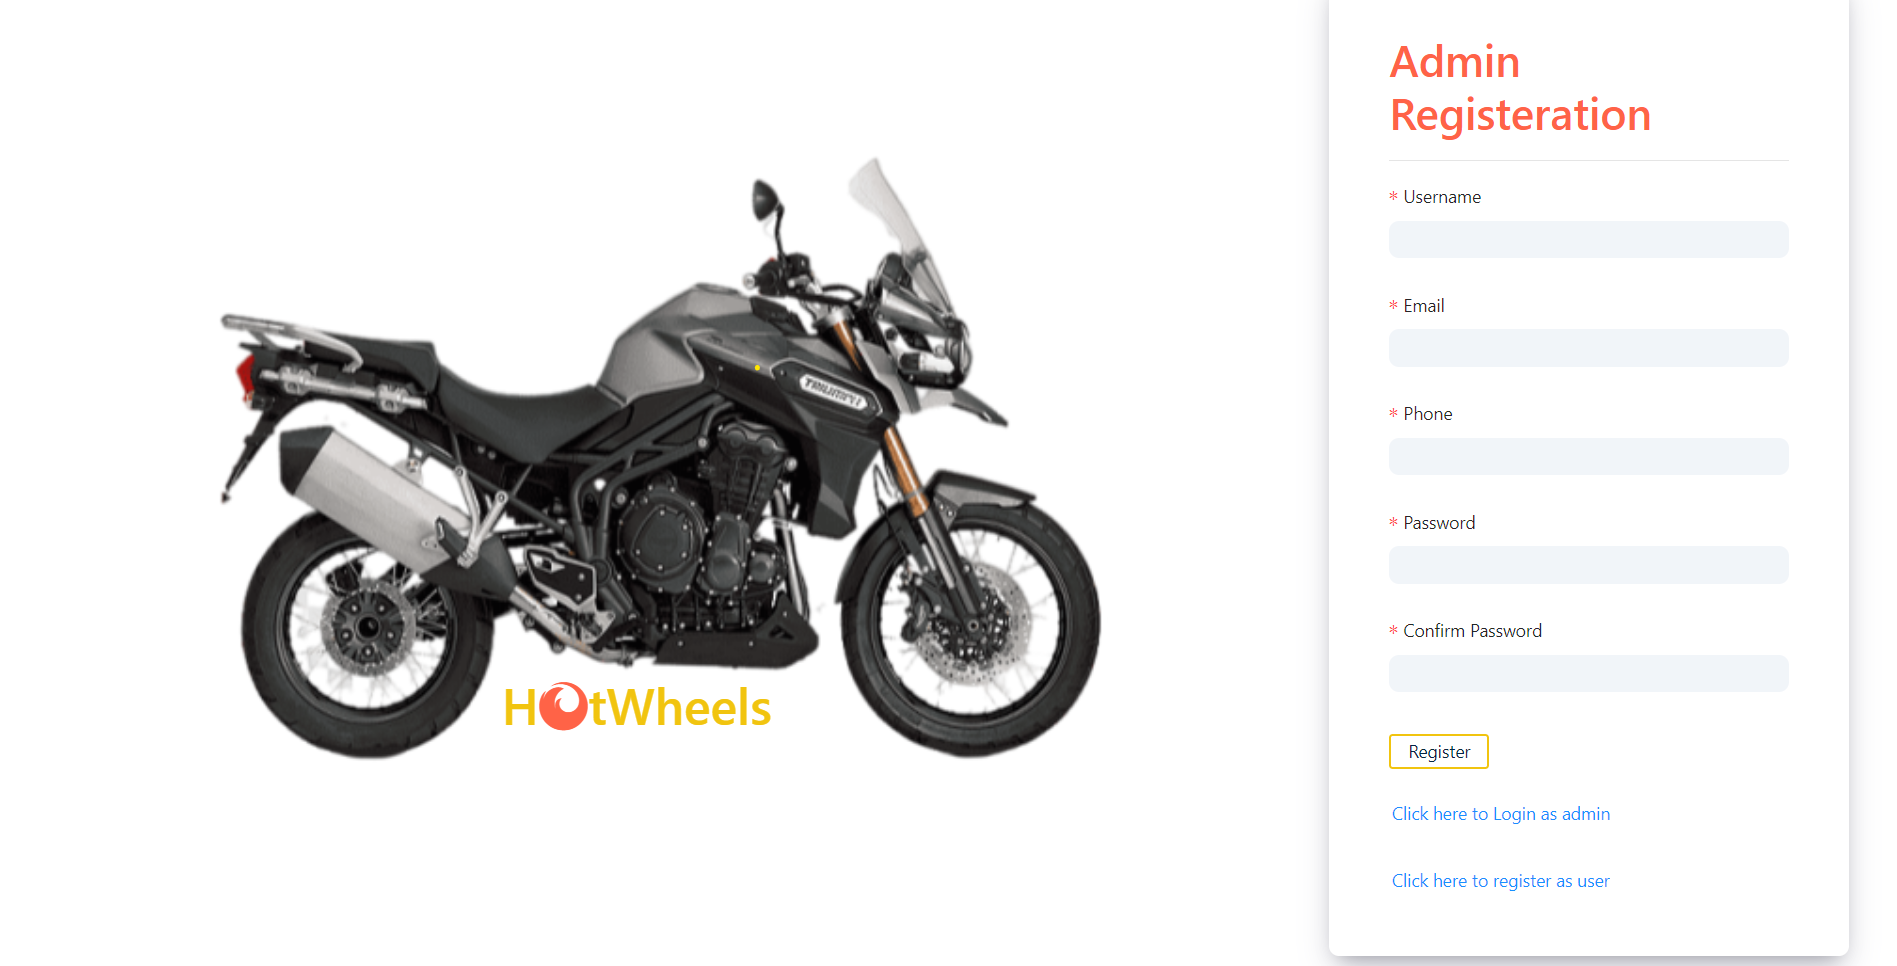 TRIUMPH
HotWheels
Admin
Registeration
* Username
* Email
* Phone
* Password
* Confirm Password
Register
Click here to Login as admin
Click here to register as user